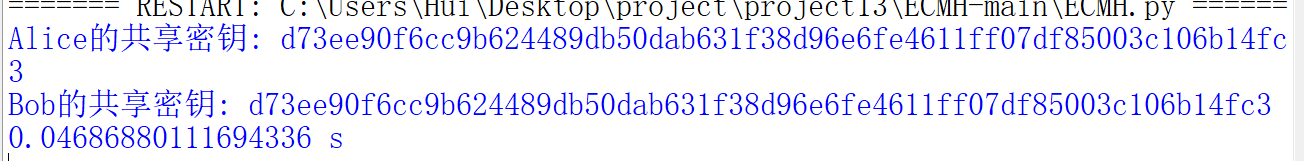 ======= RESTART: C:\Users\Hui\Desktop\project\project13\ECMH-main\ECMH.py ======
Alice的共享密钥: d73ee90f6cc9b624489db50dab631f38d96e6fe4611ff07df85003c106b14fc
3
Bob的共享密钥: d73ee90f6cc9b624489db50dab631f38d96e6fe4611ff07df85003c106b14fc3
0.04686880111694336 s